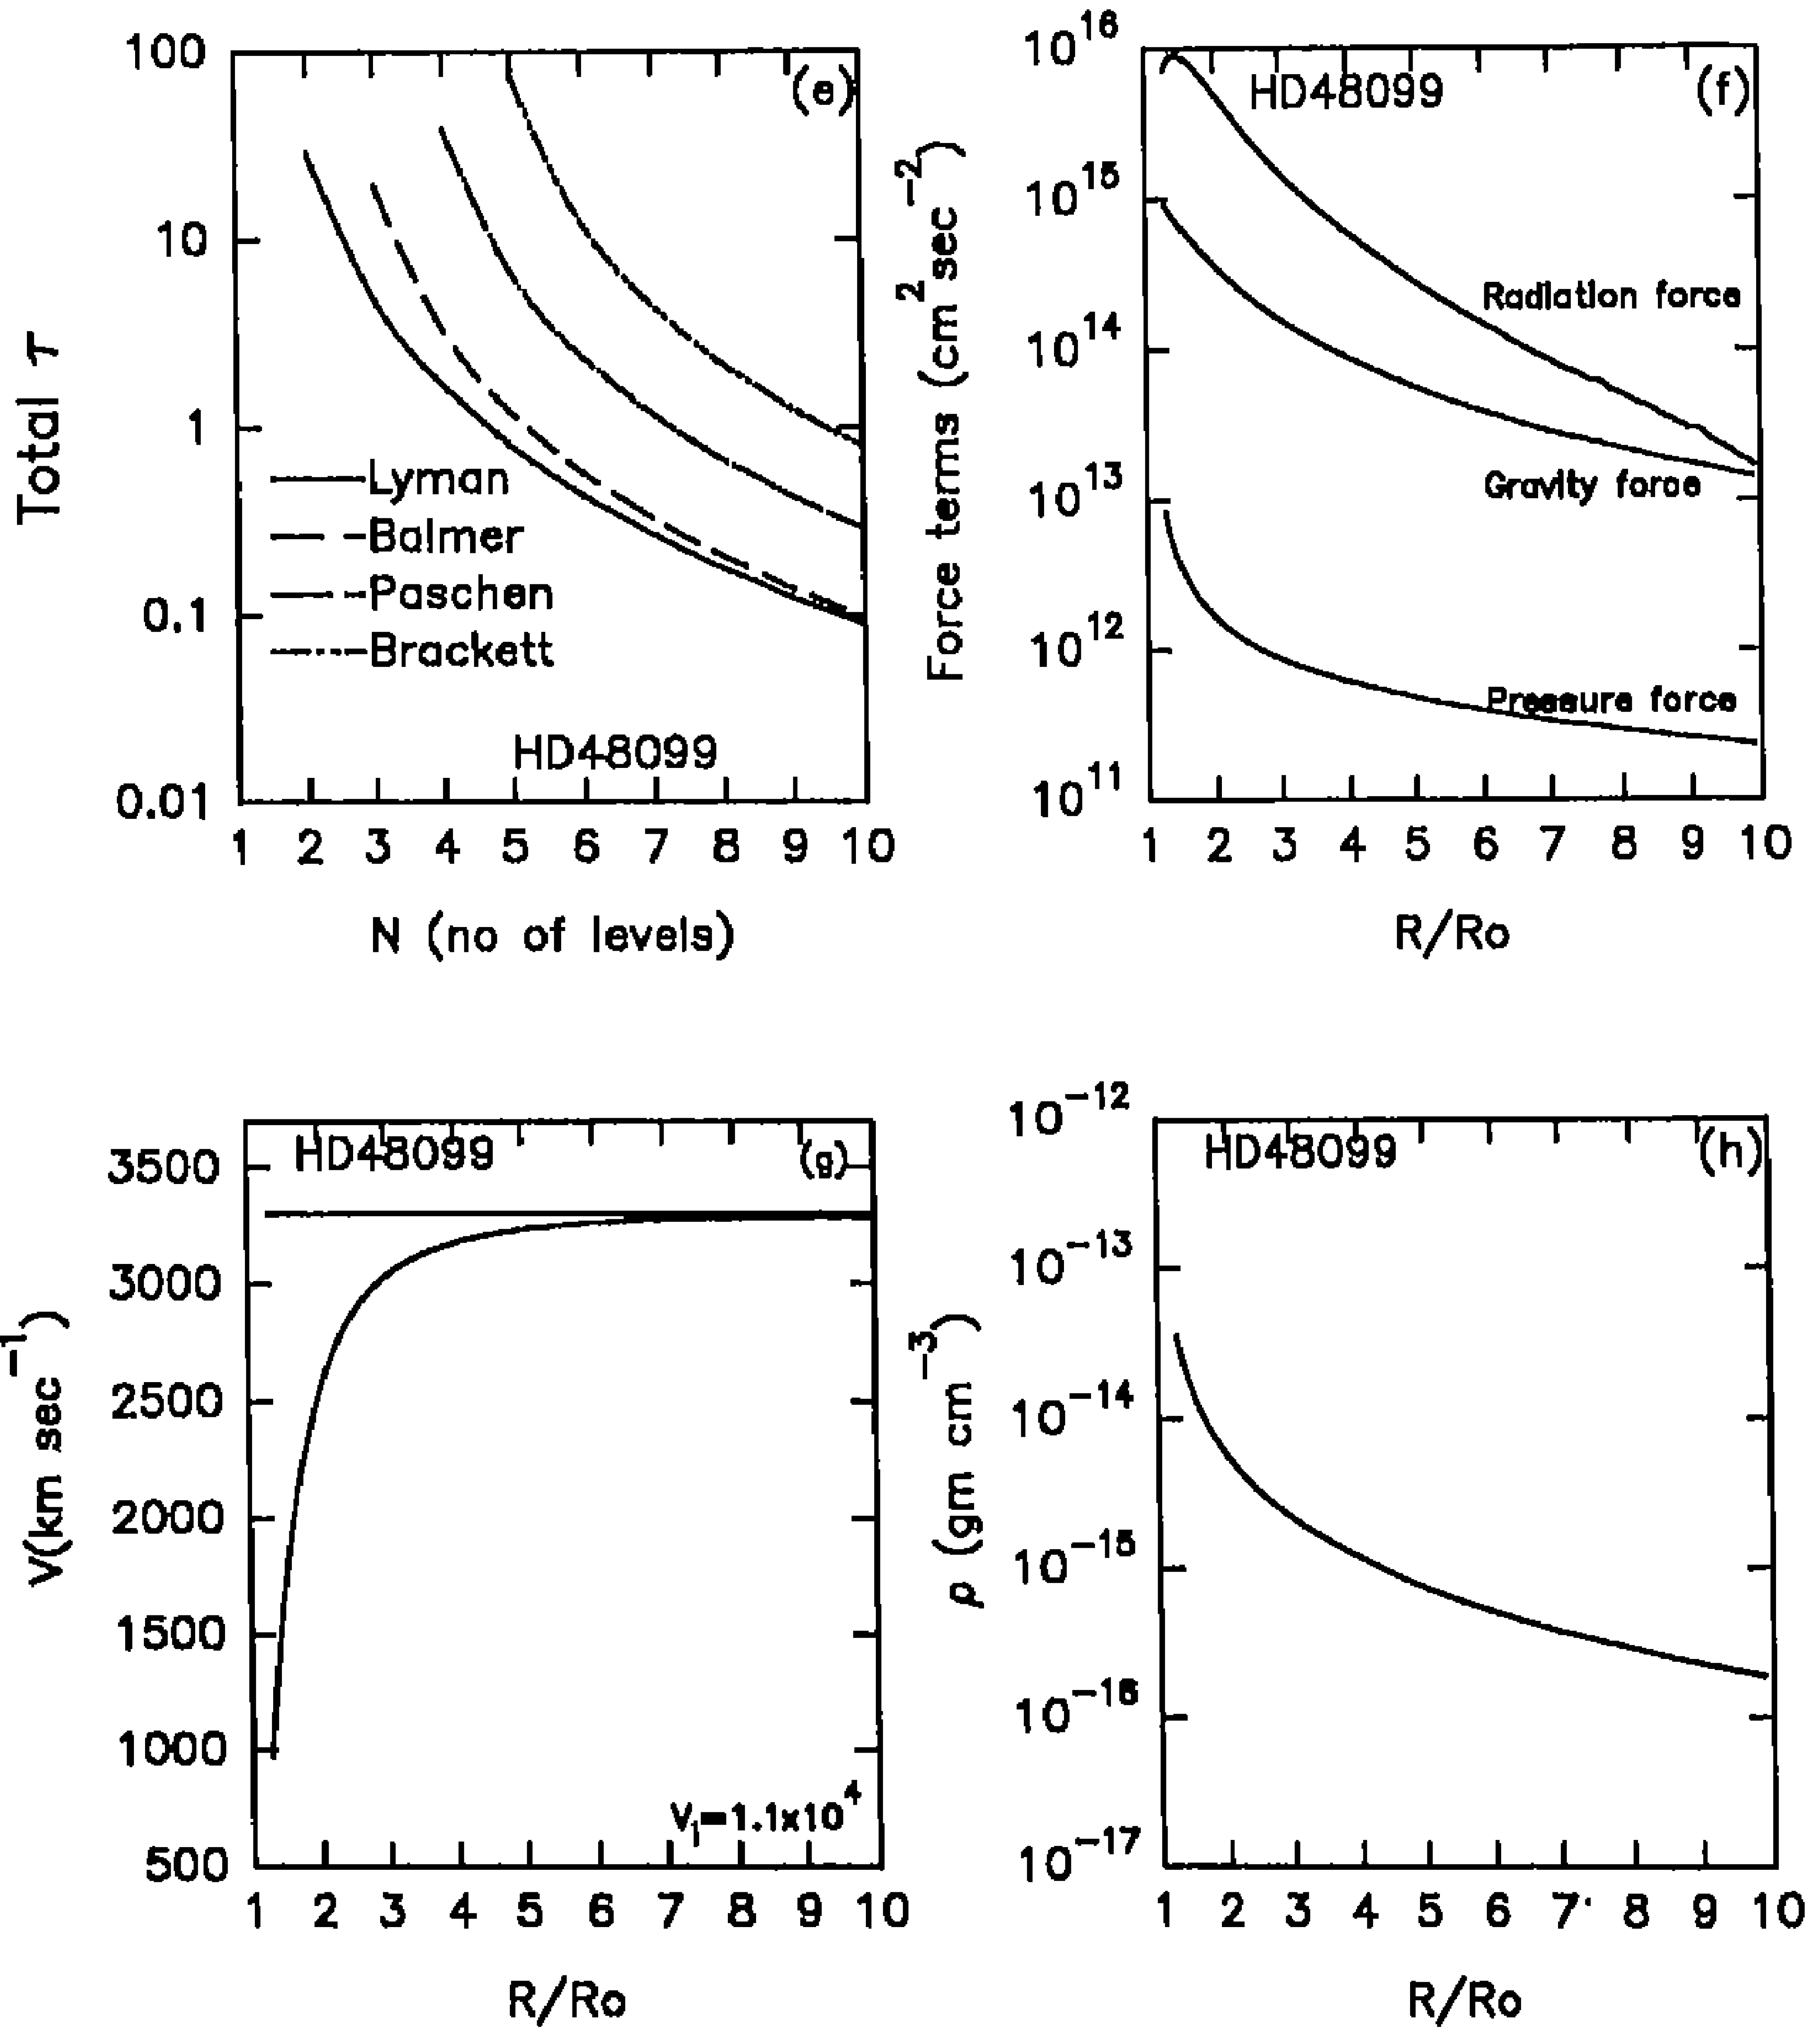 100
10
1
0.1
0.01
Total τ
(e)
Lyman
Balmer
Paschen
Brackett
HD48099
1 2 3 4 5 6 7 8 9 10
N (no of levels)
10^16
10^15
10^14
10^13
10^12
10^11
Force terms (cm^2 sec^-2)
HD48099
(f)
Radiation force
Gravity force
Pressure force
1 2 3 4 5 6 7 8 9 10
R/Ro
3500
3000
2500
2000
1500
1000
500
V(km sec^-1)
HD48099
(g)
V_i=1.1x10^4
1 2 3 4 5 6 7 8 9 10
R/Ro
10^-12
10^-13
10^-14
10^-15
10^-16
10^-17
ρ (gm cm^-3)
HD48099
(h)
1 2 3 4 5 6 7 8 9 10
R/Ro